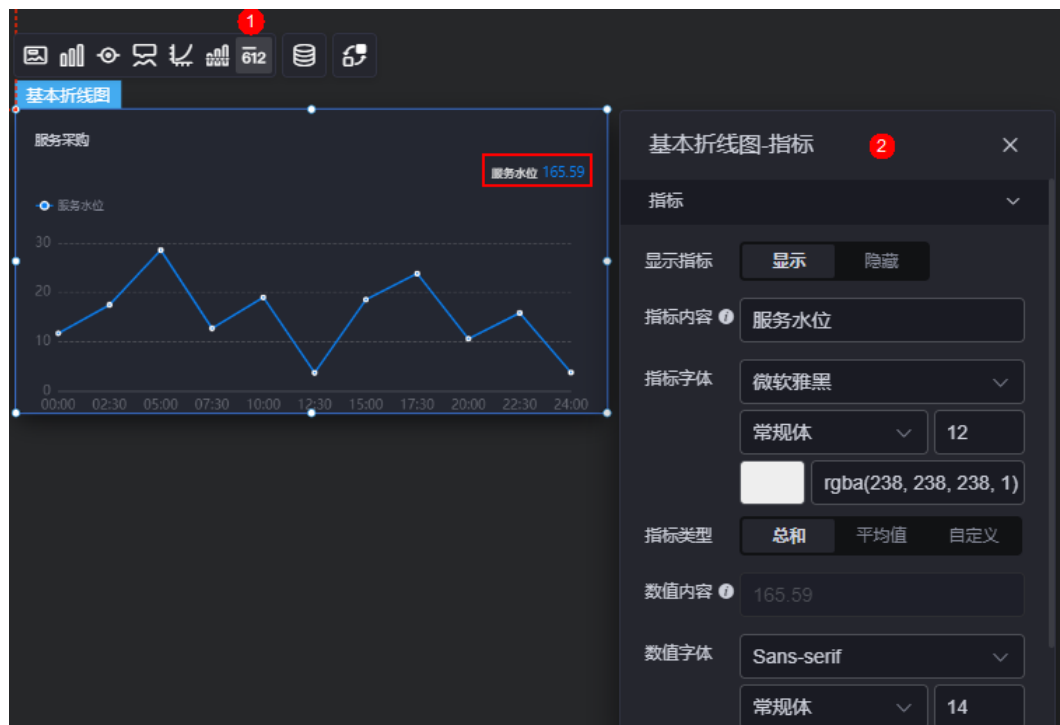 1
612
基本折线图
服务采购
服务水位 165.59
服务水位
30
20
10
0
00:00 02:30 05:00 07:30 10:00 12:30 15:00 17:30 20:00 22:30 24:00
基本折线图-指标 2
指标
显示指标 显示 隐藏
指标内容 服务水位
指标字体 微软雅黑
常规体 12
rgba(238, 238, 238, 1)
指标类型 总和 平均值 自定义
数值内容 165.59
数值字体 Sans-serif
常规体 14